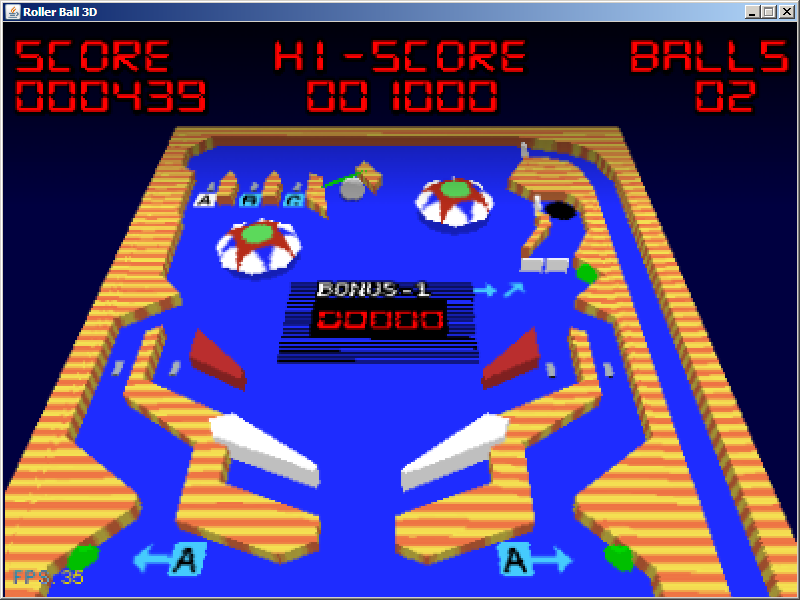 Roller Ball 3D
SCORE HI-SCORE BALLS
000439 001000 02
A B C
BONUS-1
00000
A A
FPS:35